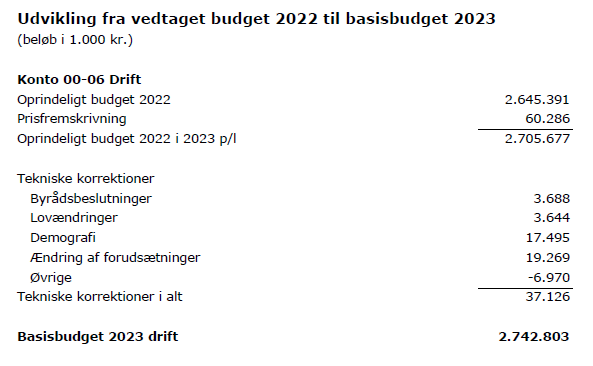 Udvikling fra vedtaget budget 2022 til basisbudget 2023
(beløb i 1.000 kr.)
Konto 00-06 Drift
Oprindeligt budget 2022 2.645.391
Prisfremskrivning 60.286
Oprindeligt budget 2022 i 2023 p/l 2.705.677
Tekniske korrektioner
Byrådsbeslutninger 3.688
Lovændringer 3.644
Demografi 17.495
Ændring af forudsætninger 19.269
Øvrige -6.970
Tekniske korrektioner i alt 37.126
Basisbudget 2023 drift 2.742.803